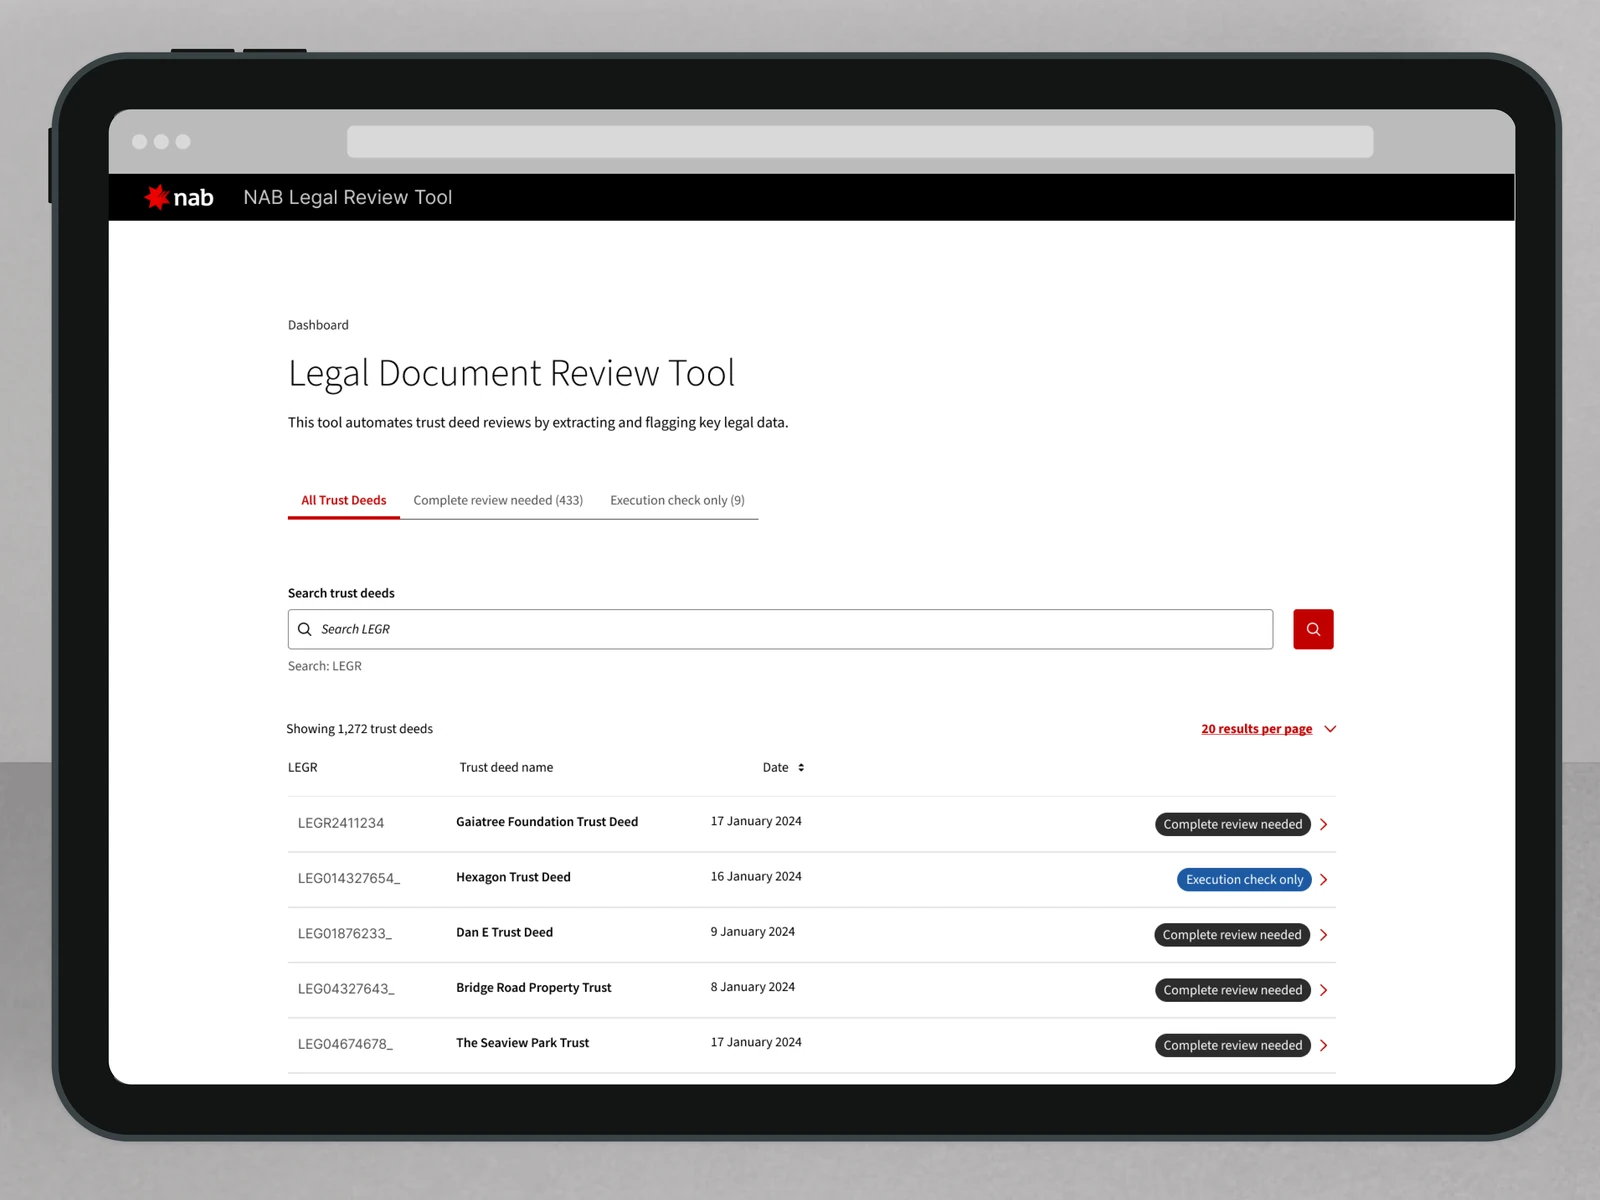 nab NAB Legal Review Tool
Dashboard
Legal Document Review Tool
This tool automates trust deed reviews by extracting and flagging key legal data.
All Trust Deeds Complete review needed (433) Execution check only (9)
Search trust deeds
Search LEGR
Search: LEGR
Showing 1,272 trust deeds 20 results per page
LEGR Trust deed name Date
LEGR2411234 Gaiatree Foundation Trust Deed 17 January 2024 Complete review needed
LEG014327654_ Hexagon Trust Deed 16 January 2024 Execution check only
LEG01876233_ Dan E Trust Deed 9 January 2024 Complete review needed
LEG04327643_ Bridge Road Property Trust 8 January 2024 Complete review needed
LEG04674678_ The Seaview Park Trust 17 January 2024 Complete review needed